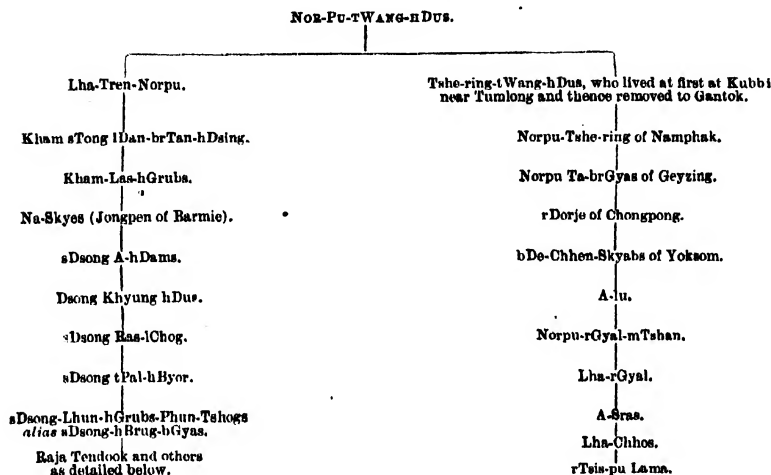 NOR-PU-TWANG-HDUS.
Lha-Tren-Norpu.
Kham sTong lDan-brTan-hDsing.
Kham-Las-hGrubs.
Na-Skyes (Jongpen of Barmie).
sDsong A-hDams.
Dsong Khyung hDus.
sDsong Ras-lChog.
sDsong tPal-hByor.
sDsong-Lhun-hGrubs-Phun-Tshogs
alias sDsong-hBrug-bGyas.
Raja Tendook and others
as detailed below.
Tshe-ring-tWang-hDus, who lived at first at Kubbi
near Tumlong and thence removed to Gantok.
Norpu-Tshe-ring of Namphak.
Norpu Ta-brGyas of Geyzing.
rDorje of Chongpong.
bDe-Chhen-Skyabs of Yoksom.
A-lu.
Norpu-rGyal-mTshan.
Lha-rGyal.
A-Sras.
Lha-Chhos.
rTsis-pu Lama.